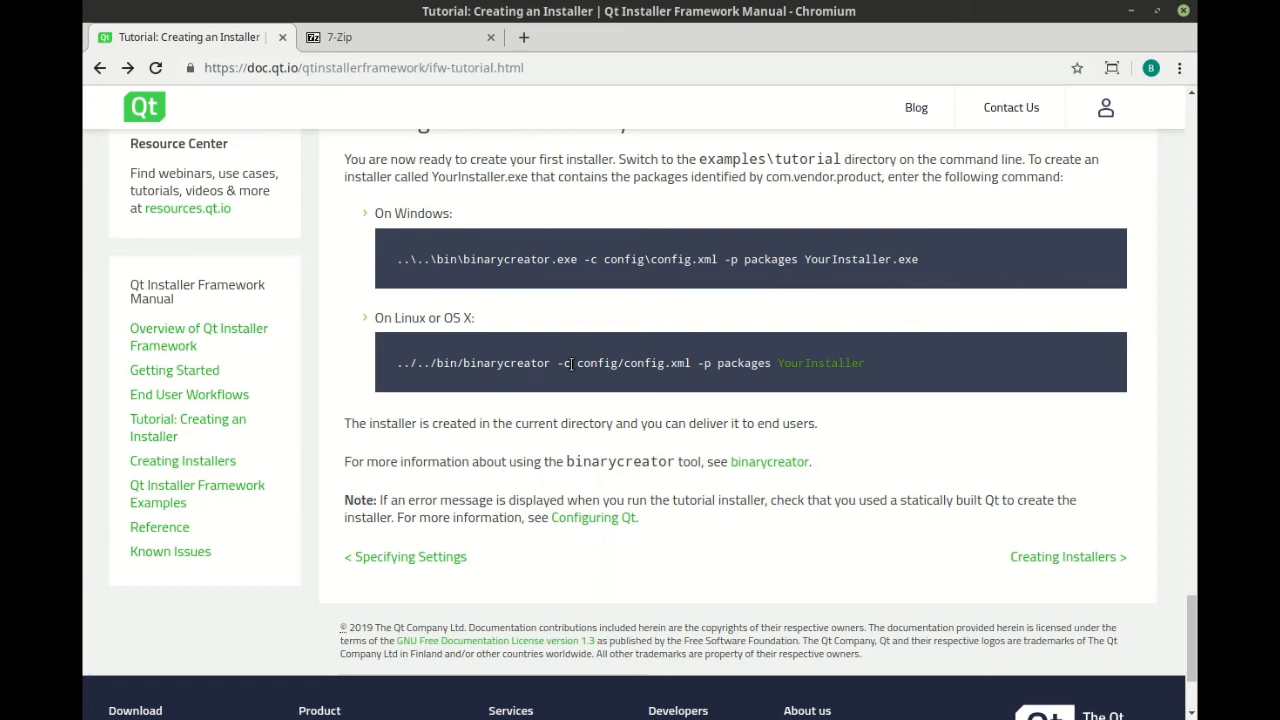 Tutorial: Creating an Installer | Qt Installer Framework Manual - Chromium
Tutorial: Creating an Installer |
7-Zip
https://doc.qt.io/qtinstallerframework/ifw-tutorial.html
B
Qt
Blog
Contact Us
Resource Center
Find webinars, use cases,
tutorials, videos & more
at resources.qt.io
Qt Installer Framework
Manual
Overview of Qt Installer
Framework
Getting Started
End User Workflows
Tutorial: Creating an
Installer
Creating Installers
Qt Installer Framework
Examples
Reference
Known Issues
You are now ready to create your first installer. Switch to the examples\tutorial directory on the command line. To create an
installer called YourInstaller.exe that contains the packages identified by com.vendor.product, enter the following command:
On Windows:
..\..\bin\binarycreator.exe -c config\config.xml -p packages YourInstaller.exe
On Linux or OS X:
../../bin/binarycreator -c config/config.xml -p packages YourInstaller
The installer is created in the current directory and you can deliver it to end users.
For more information about using the binarycreator tool, see binarycreator.
Note: If an error message is displayed when you run the tutorial installer, check that you used a statically built Qt to create the
installer. For more information, see Configuring Qt.
< Specifying Settings
Creating Installers >
© 2019 The Qt Company Ltd. Documentation contributions included herein are the copyrights of their respective owners. The documentation provided herein is licensed under the
terms of the GNU Free Documentation License version 1.3 as published by the Free Software Foundation. The Qt Company, Qt and their respective logos are trademarks of The Qt
Company Ltd in Finland and/or other countries worldwide. All other trademarks are property of their respective owners.
Download
Product
Services
Developers
About us
The Qt